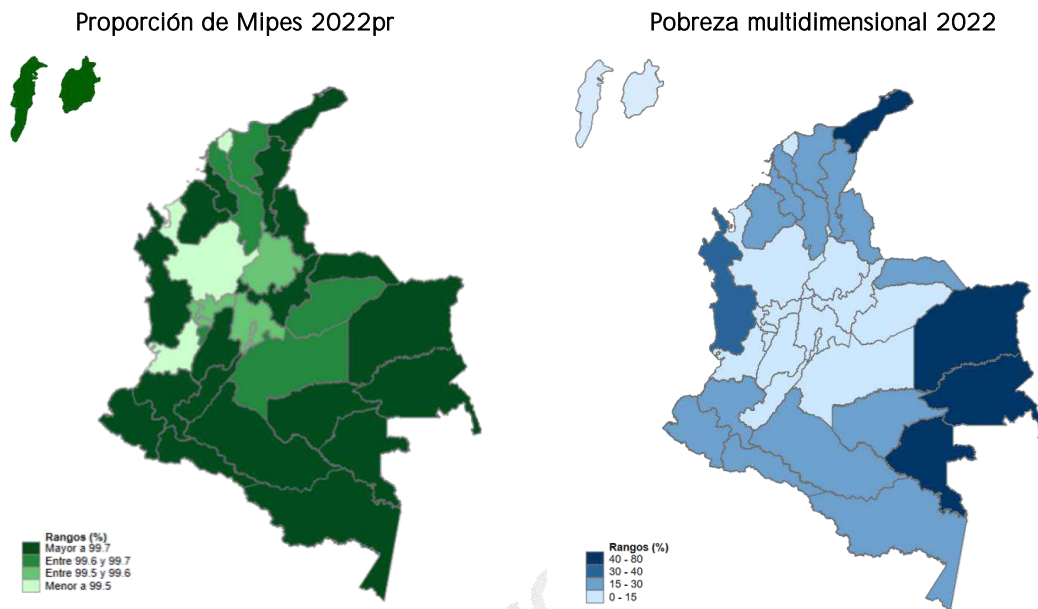 Proporción de Mipes 2022pr
Pobreza multidimensional 2022
Rangos (%)
Mayor a 99.7
Entre 99.6 y 99.7
Entre 99.5 y 99.6
Menor a 99.5
Rangos (%)
40 - 80
30 - 40
15 - 30
0 - 15